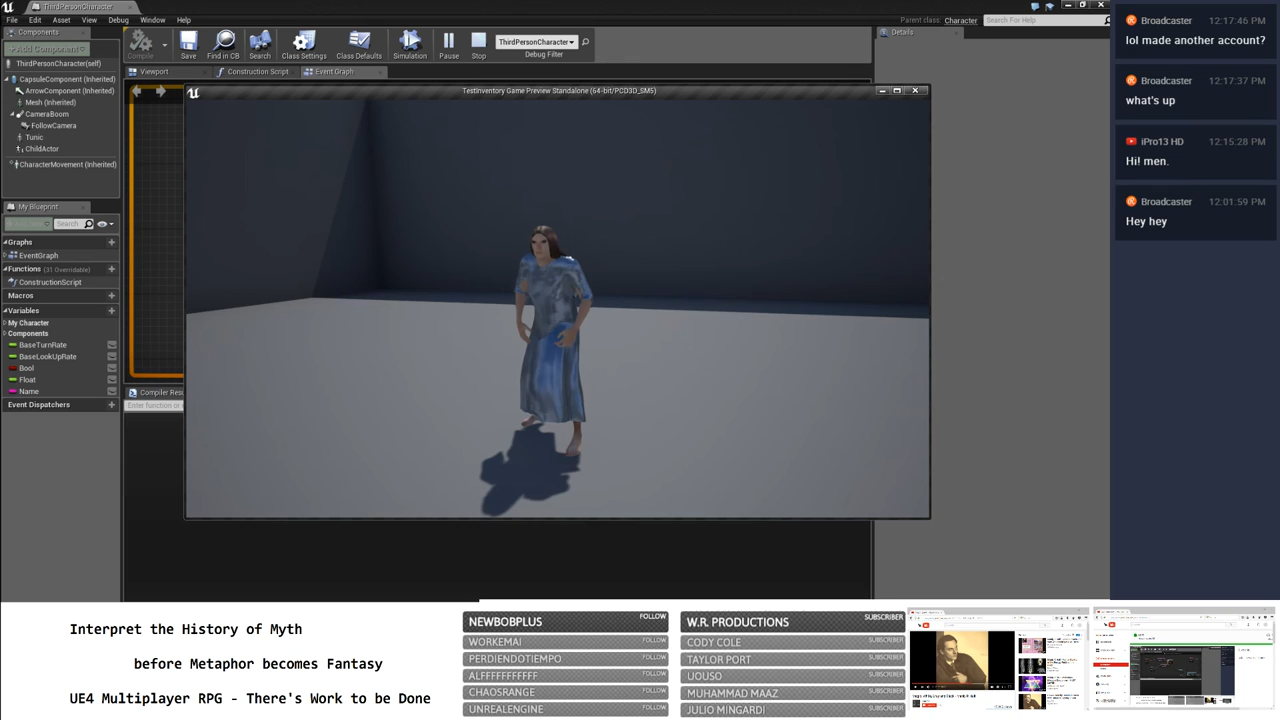 ThirdPersonCharacter
File Edit Asset View Debug Window Help
Parent class: Character
Search For Help
Components
Add Component
ThirdPersonCharacter(self)
CapsuleComponent (Inherited)
ArrowComponent (Inherited)
Mesh (Inherited)
CameraBoom
FollowCamera
Tunic
ChildActor
CharacterMovement (Inherited)
My Blueprint
Search
Graphs
EventGraph
Functions (31 Overridable)
ConstructionScript
Macros
Variables
My Character
Components
BaseTurnRate
BaseLookUpRate
Bool
Float
Name
Event Dispatchers
Compile
Save
Find in CB
Search
Class Settings
Class Defaults
Simulation
Pause
Stop
ThirdPersonCharacter
Debug Filter
Viewport
Construction Script
Event Graph
Details
TestInventory Game Preview Standalone (64-bit/PCD3D_SM5)
Compiler Res
Enter function or
Broadcaster 12:17:46 PM
lol made another account?
Broadcaster 12:17:37 PM
what's up
iPro13 HD 12:15:28 PM
Hi! men.
Broadcaster 12:01:59 PM
Hey hey
Interpret the History of Myth
before Metaphor becomes
UE4 Multiplayer RPG
NEWBOBPLUS FOLLOW
WORKEMAI FOLLOW
PERDIENDOTIEMPO FOLLOW
ALFFFFFFFFFF FOLLOW
CHAOSRANGE FOLLOW
UNREALENGINE FOLLOW
W.R. PRODUCTIONS SUBSCRIBER
CODY COLE SUBSCRIBER
TAYLOR PORT SUBSCRIBER
UOUSO SUBSCRIBER
MUHAMMAD MAAZ SUBSCRIBER
JULIO MINGARDI SUBSCRIBER